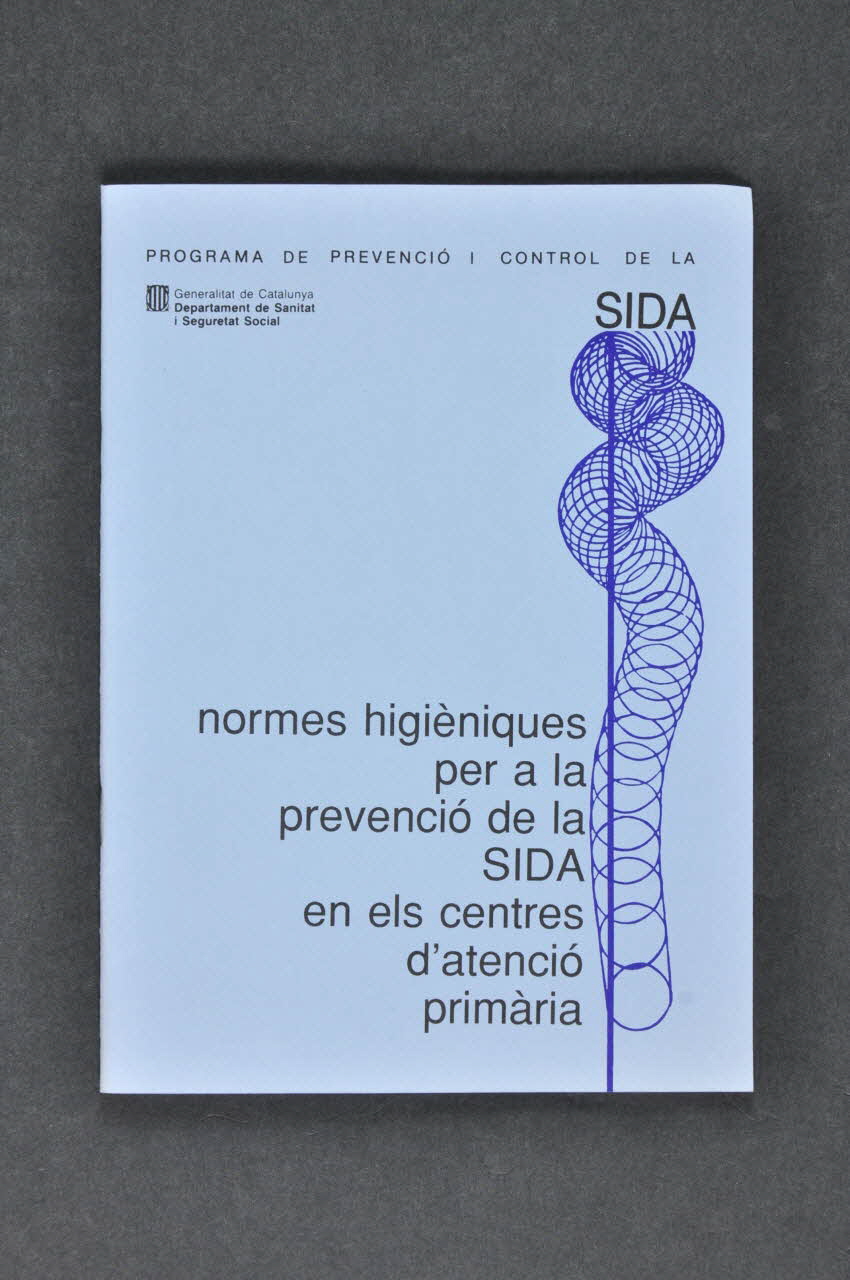 PROGRAMA DE PREVENCIÓ I CONTROL DE LA
SIDA
Generalitat de Catalunya
Departament de Sanitat
i Seguretat Social
normes higièniques
per a la
prevenció de la
SIDA
en els centres
d'atenció
primària